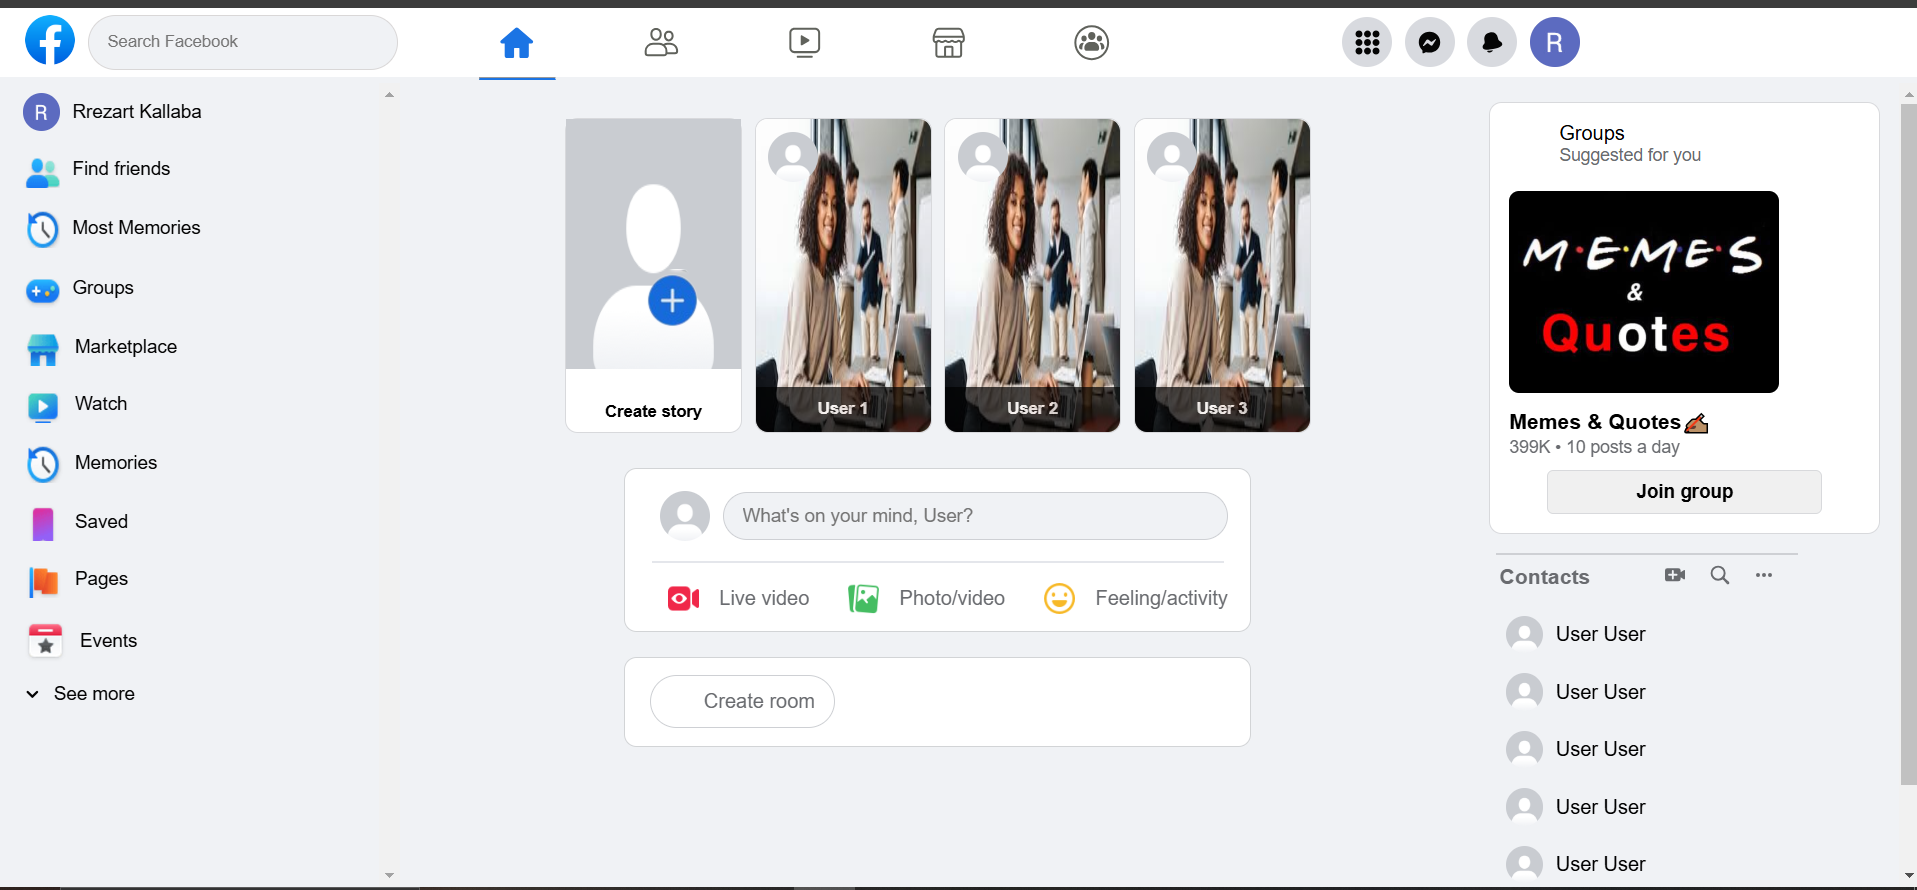 Search Facebook
R
R
Rrezart Kallaba
Find friends
Most Memories
Groups
Marketplace
Watch
Memories
Saved
Pages
Events
See more
Create story
User 1
User 2
User 3
What's on your mind, User?
Live video
Photo/video
Feeling/activity
Create room
Groups
Suggested for you
M·E·M·E·S
&
Quotes
Memes & Quotes✍🏾
399K • 10 posts a day
Join group
Contacts
User User
User User
User User
User User
User User